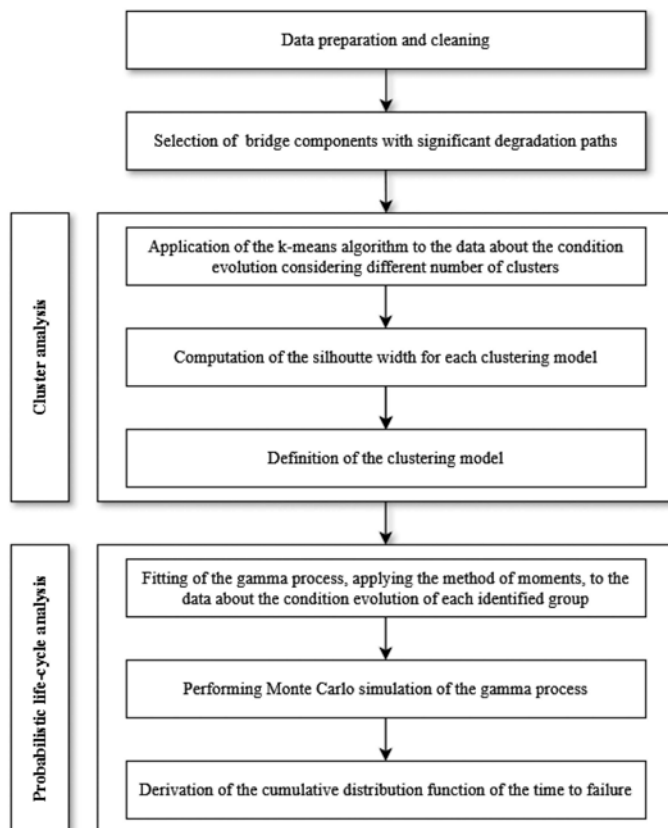 Data preparation and cleaning
Selection of bridge components with significant degradation paths
Cluster analysis
Application of the k-means algorithm to the data about the condition
evolution considering different number of clusters
Computation of the silhoutte width for each clustering model
Definition of the clustering model
Probabilistic life-cycle analysis
Fitting of the gamma process, applying the method of moments, to
the data about the condition evolution of each identified group
Performing Monte Carlo simulation of the gamma process
Derivation of the cumulative distribution function of the time to failure